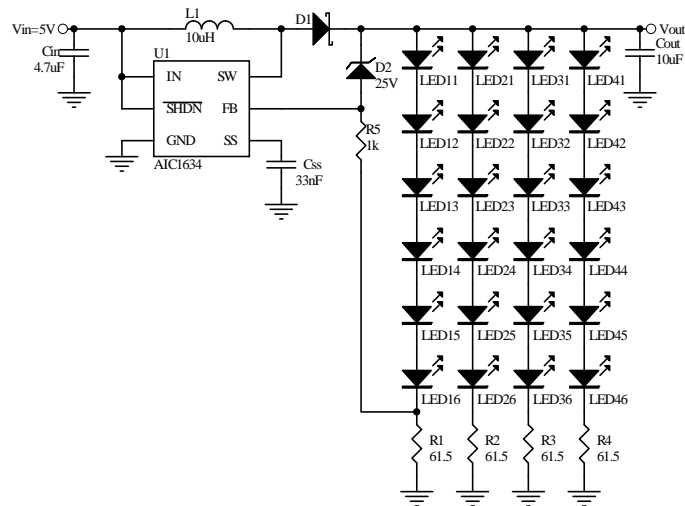 Vin=5V
L1
10uH
D1
Vout
Cin
4.7uF
Cout
10uF
U1
IN
SW
SHDN
FB
GND
SS
AIC1634
Css
33nF
D2
25V
R5
1k
LED11
LED21
LED31
LED41
LED12
LED22
LED32
LED42
LED13
LED23
LED33
LED43
LED14
LED24
LED34
LED44
LED15
LED25
LED35
LED45
LED16
LED26
LED36
LED46
R1
61.5
R2
61.5
R3
61.5
R4
61.5